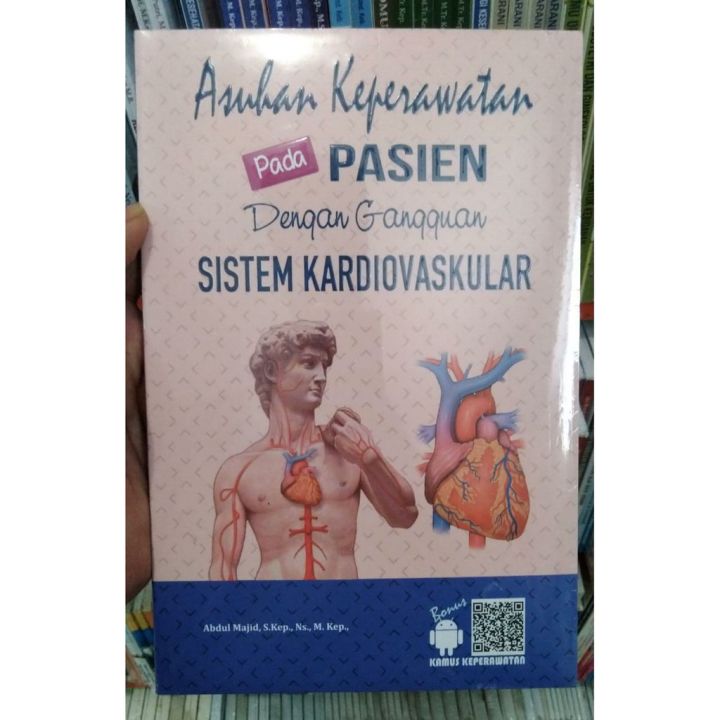 Asuhan Keperawatan
Pada PASIEN
Dengan Gangguan
SISTEM KARDIOVASKULAR
Abdul Majid, S.Kep., Ns., M. Kep.,
Bonus
KAMUS KEPERAWATAN